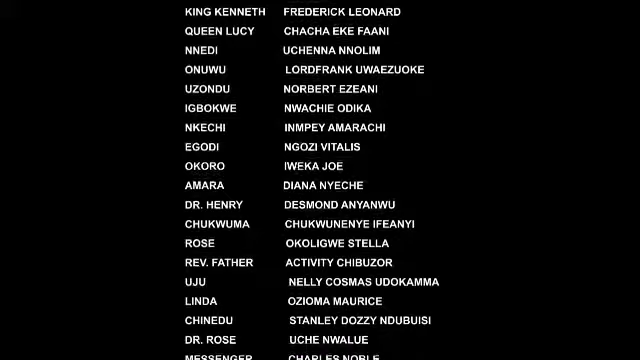 KING KENNETH FREDERICK LEONARD
QUEEN LUCY CHACHA EKE FAANI
NNEDI UCHENNA NNOLIM
ONUWU LORDFRANK UWAEZUOKE
UZONDU NORBERT EZEANI
IGBOKWE NWACHIE ODIKA
NKECHI INMPEY AMARACHI
EGODI NGOZI VITALIS
OKORO IWEKA JOE
AMARA DIANA NYECHE
DR. HENRY DESMOND ANYANWU
CHUKWUMA CHUKWUNENYE IFEANYI
ROSE OKOLIGWE STELLA
REV. FATHER ACTIVITY CHIBUZOR
UJU NELLY COSMAS UDOKAMMA
LINDA OZIOMA MAURICE
CHINEDU STANLEY DOZZY NDUBUISI
DR. ROSE UCHE NWALUE
MESSENGER CHARLES NOBLE